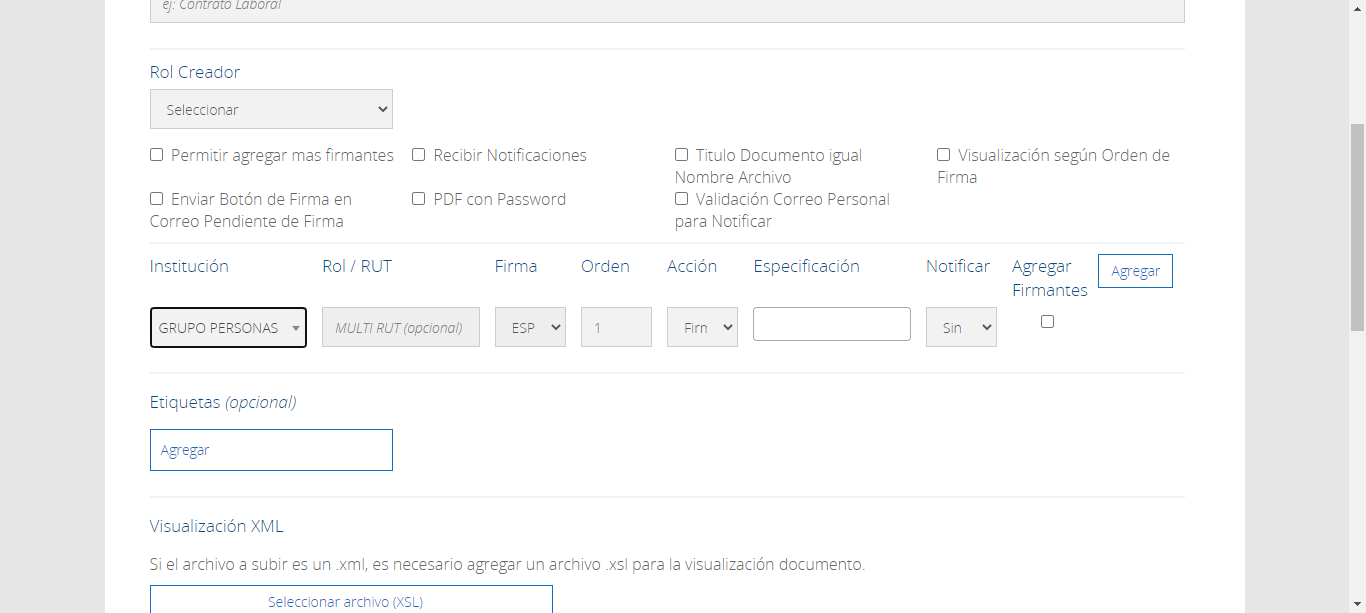 ej: Contrato Laboral
Rol Creador
Seleccionar
Permitir agregar mas firmantes
Recibir Notificaciones
Titulo Documento igual
Nombre Archivo
Visualización según Orden de
Firma
Enviar Botón de Firma en
Correo Pendiente de Firma
PDF con Password
Validación Correo Personal
para Notificar
Institución
Rol / RUT
Firma
Orden
Acción
Especificación
Notificar
Agregar
Firmantes
Agregar
GRUPO PERSONAS
MULTI RUT (opcional)
ESP
1
Firn
Sin
Etiquetas (opcional)
Agregar
Visualización XML
Si el archivo a subir es un .xml, es necesario agregar un archivo .xsl para la visualización documento.
Seleccionar archivo (XSL)